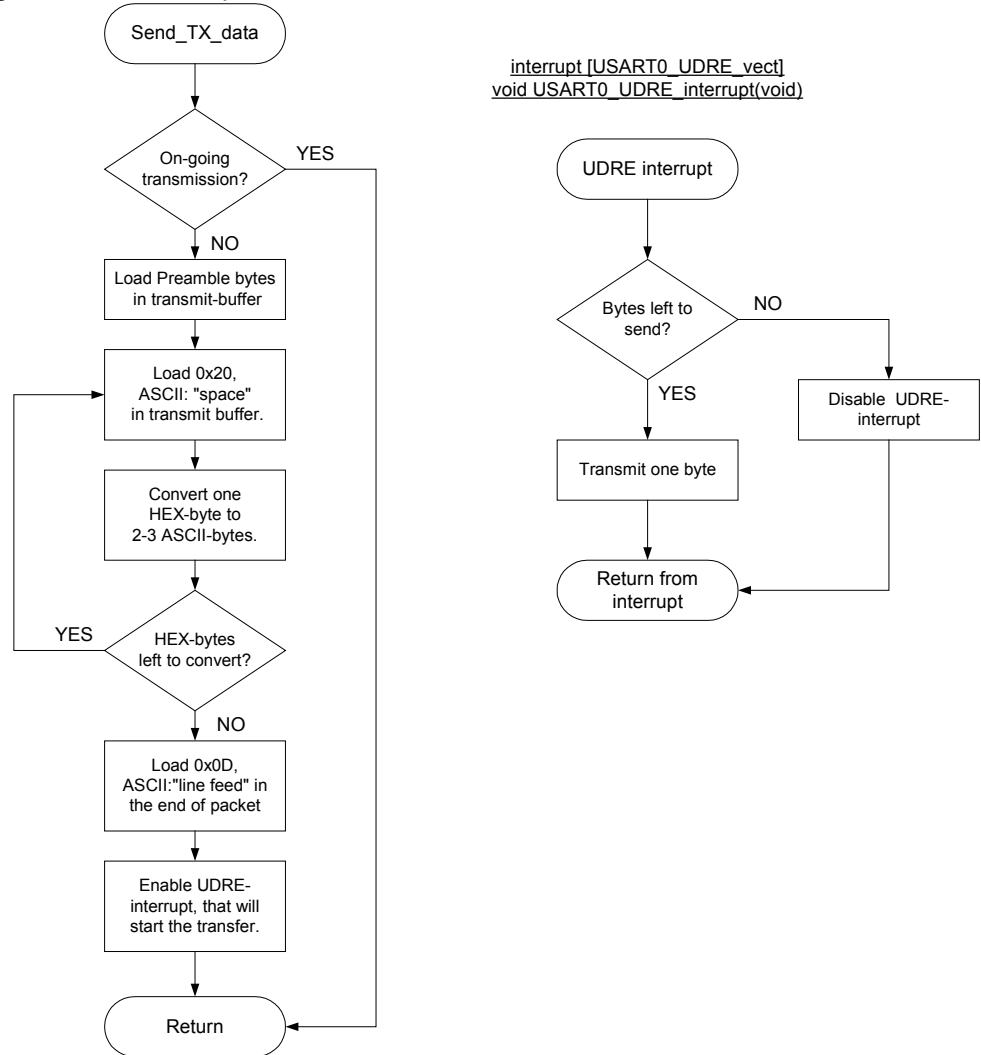 Send_TX_data
On-going
transmission?
YES
NO
Load Preamble bytes
in transmit-buffer
Load 0x20,
ASCII: "space"
in transmit buffer.
Convert one
HEX-byte to
2-3 ASCII-bytes.
YES
HEX-bytes
left to convert?
NO
Load 0x0D,
ASCII:"line feed" in
the end of packet
Enable UDRE-
interrupt, that will
start the transfer.
Return
interrupt [USART0_UDRE_vect]
void USART0_UDRE_interrupt(void)
UDRE interrupt
Bytes left to
send?
NO
YES
Disable UDRE-
interrupt
Transmit one byte
Return from
interrupt